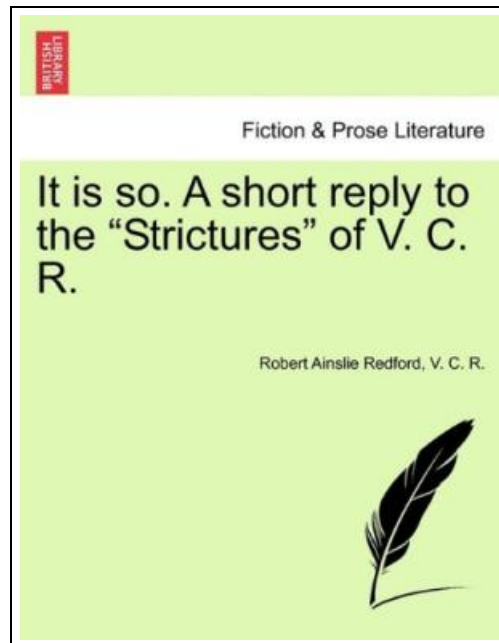 BRITISH
LIBRARY
Fiction & Prose Literature
It is so. A short reply to
the “Strictures” of V. C.
R.
Robert Ainslie Redford, V. C. R.